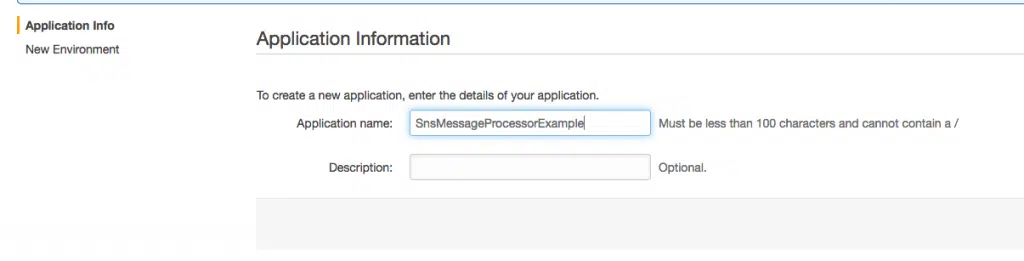 Application Info
New Environment
Application Information
To create a new application, enter the details of your application.
Application name: SnsMessageProcessorExample Must be less than 100 characters and cannot contain a /
Description: Optional.